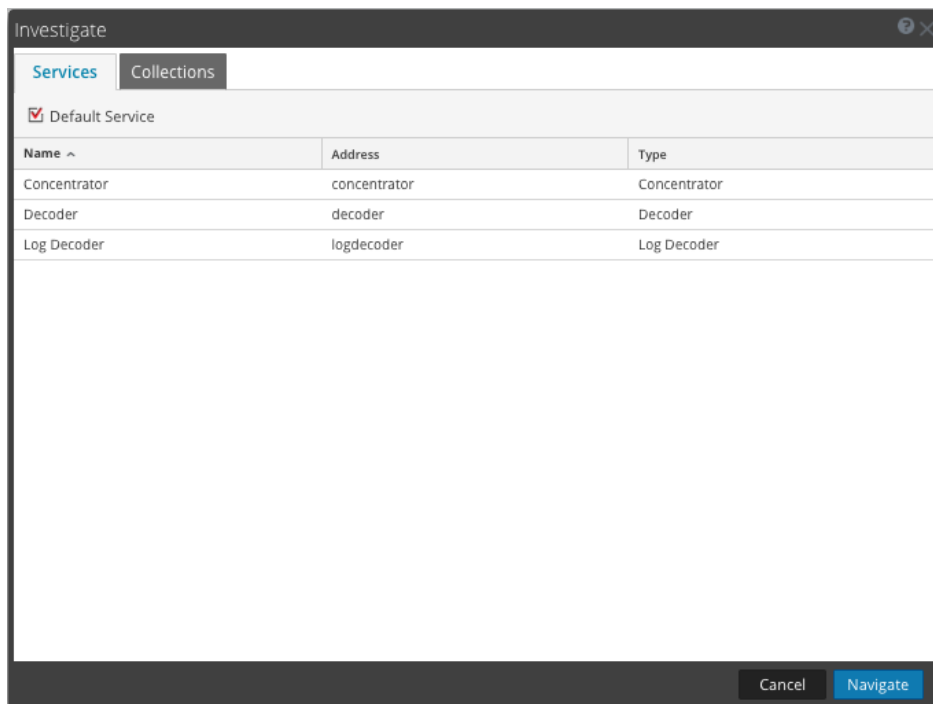 Investigate
Services Collections
Default Service
Name Address Type
Concentrator concentrator Concentrator
Decoder decoder Decoder
Log Decoder logdecoder Log Decoder
Cancel Navigate